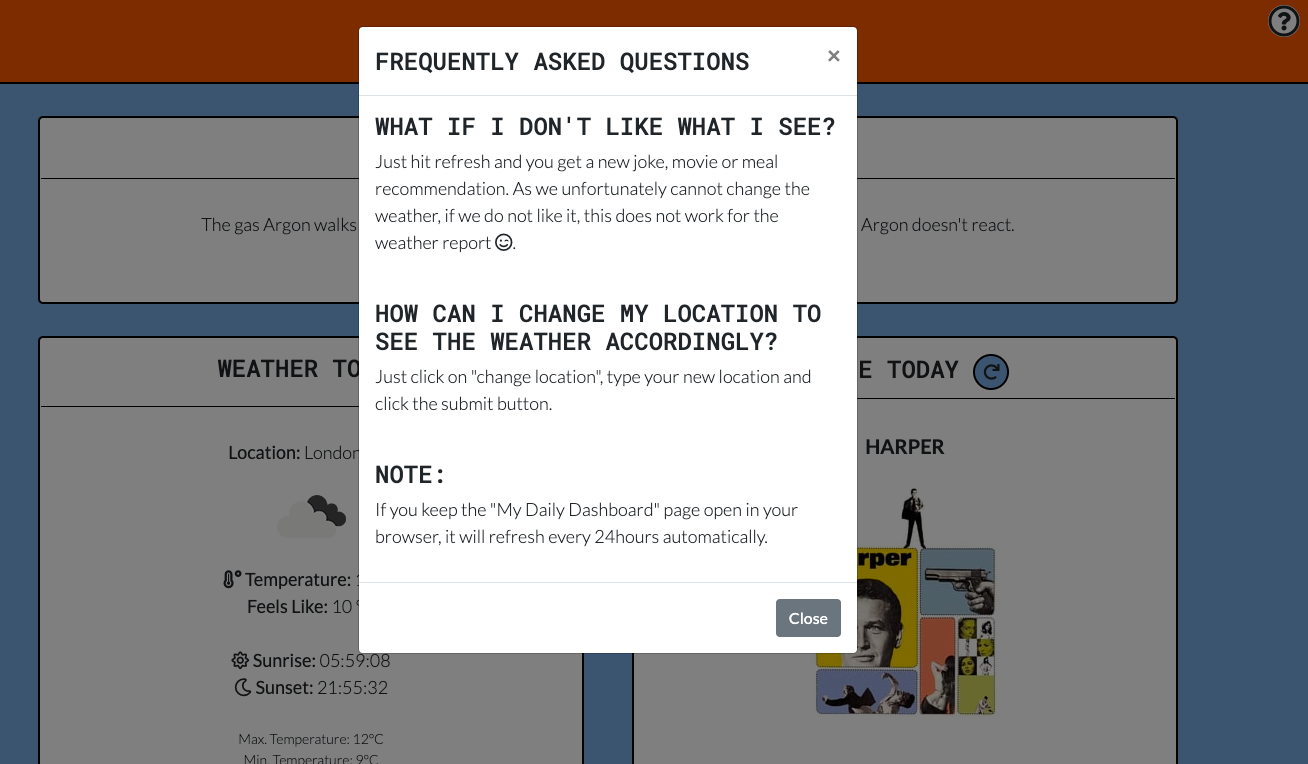 FREQUENTLY ASKED QUESTIONS
×
WHAT IF I DON'T LIKE WHAT I SEE?
Just hit refresh and you get a new joke, movie or meal
recommendation. As we unfortunately cannot change the
weather, if we do not like it, this does not work for the
weather report 😉.
HOW CAN I CHANGE MY LOCATION TO
SEE THE WEATHER ACCORDINGLY?
Just click on "change location", type your new location and
click the submit button.
NOTE:
If you keep the "My Daily Dashboard" page open in your
browser, it will refresh every 24hours automatically.
Close
?
The gas Argon walks
Argon doesn't react.
WEATHER TO
Location: London
Temperature:
Feels Like: 10 °
Sunrise: 05:59:08
Sunset: 21:55:32
Max. Temperature: 12°C
Min. Temperature: 9°C
E TODAY
HARPER
rper